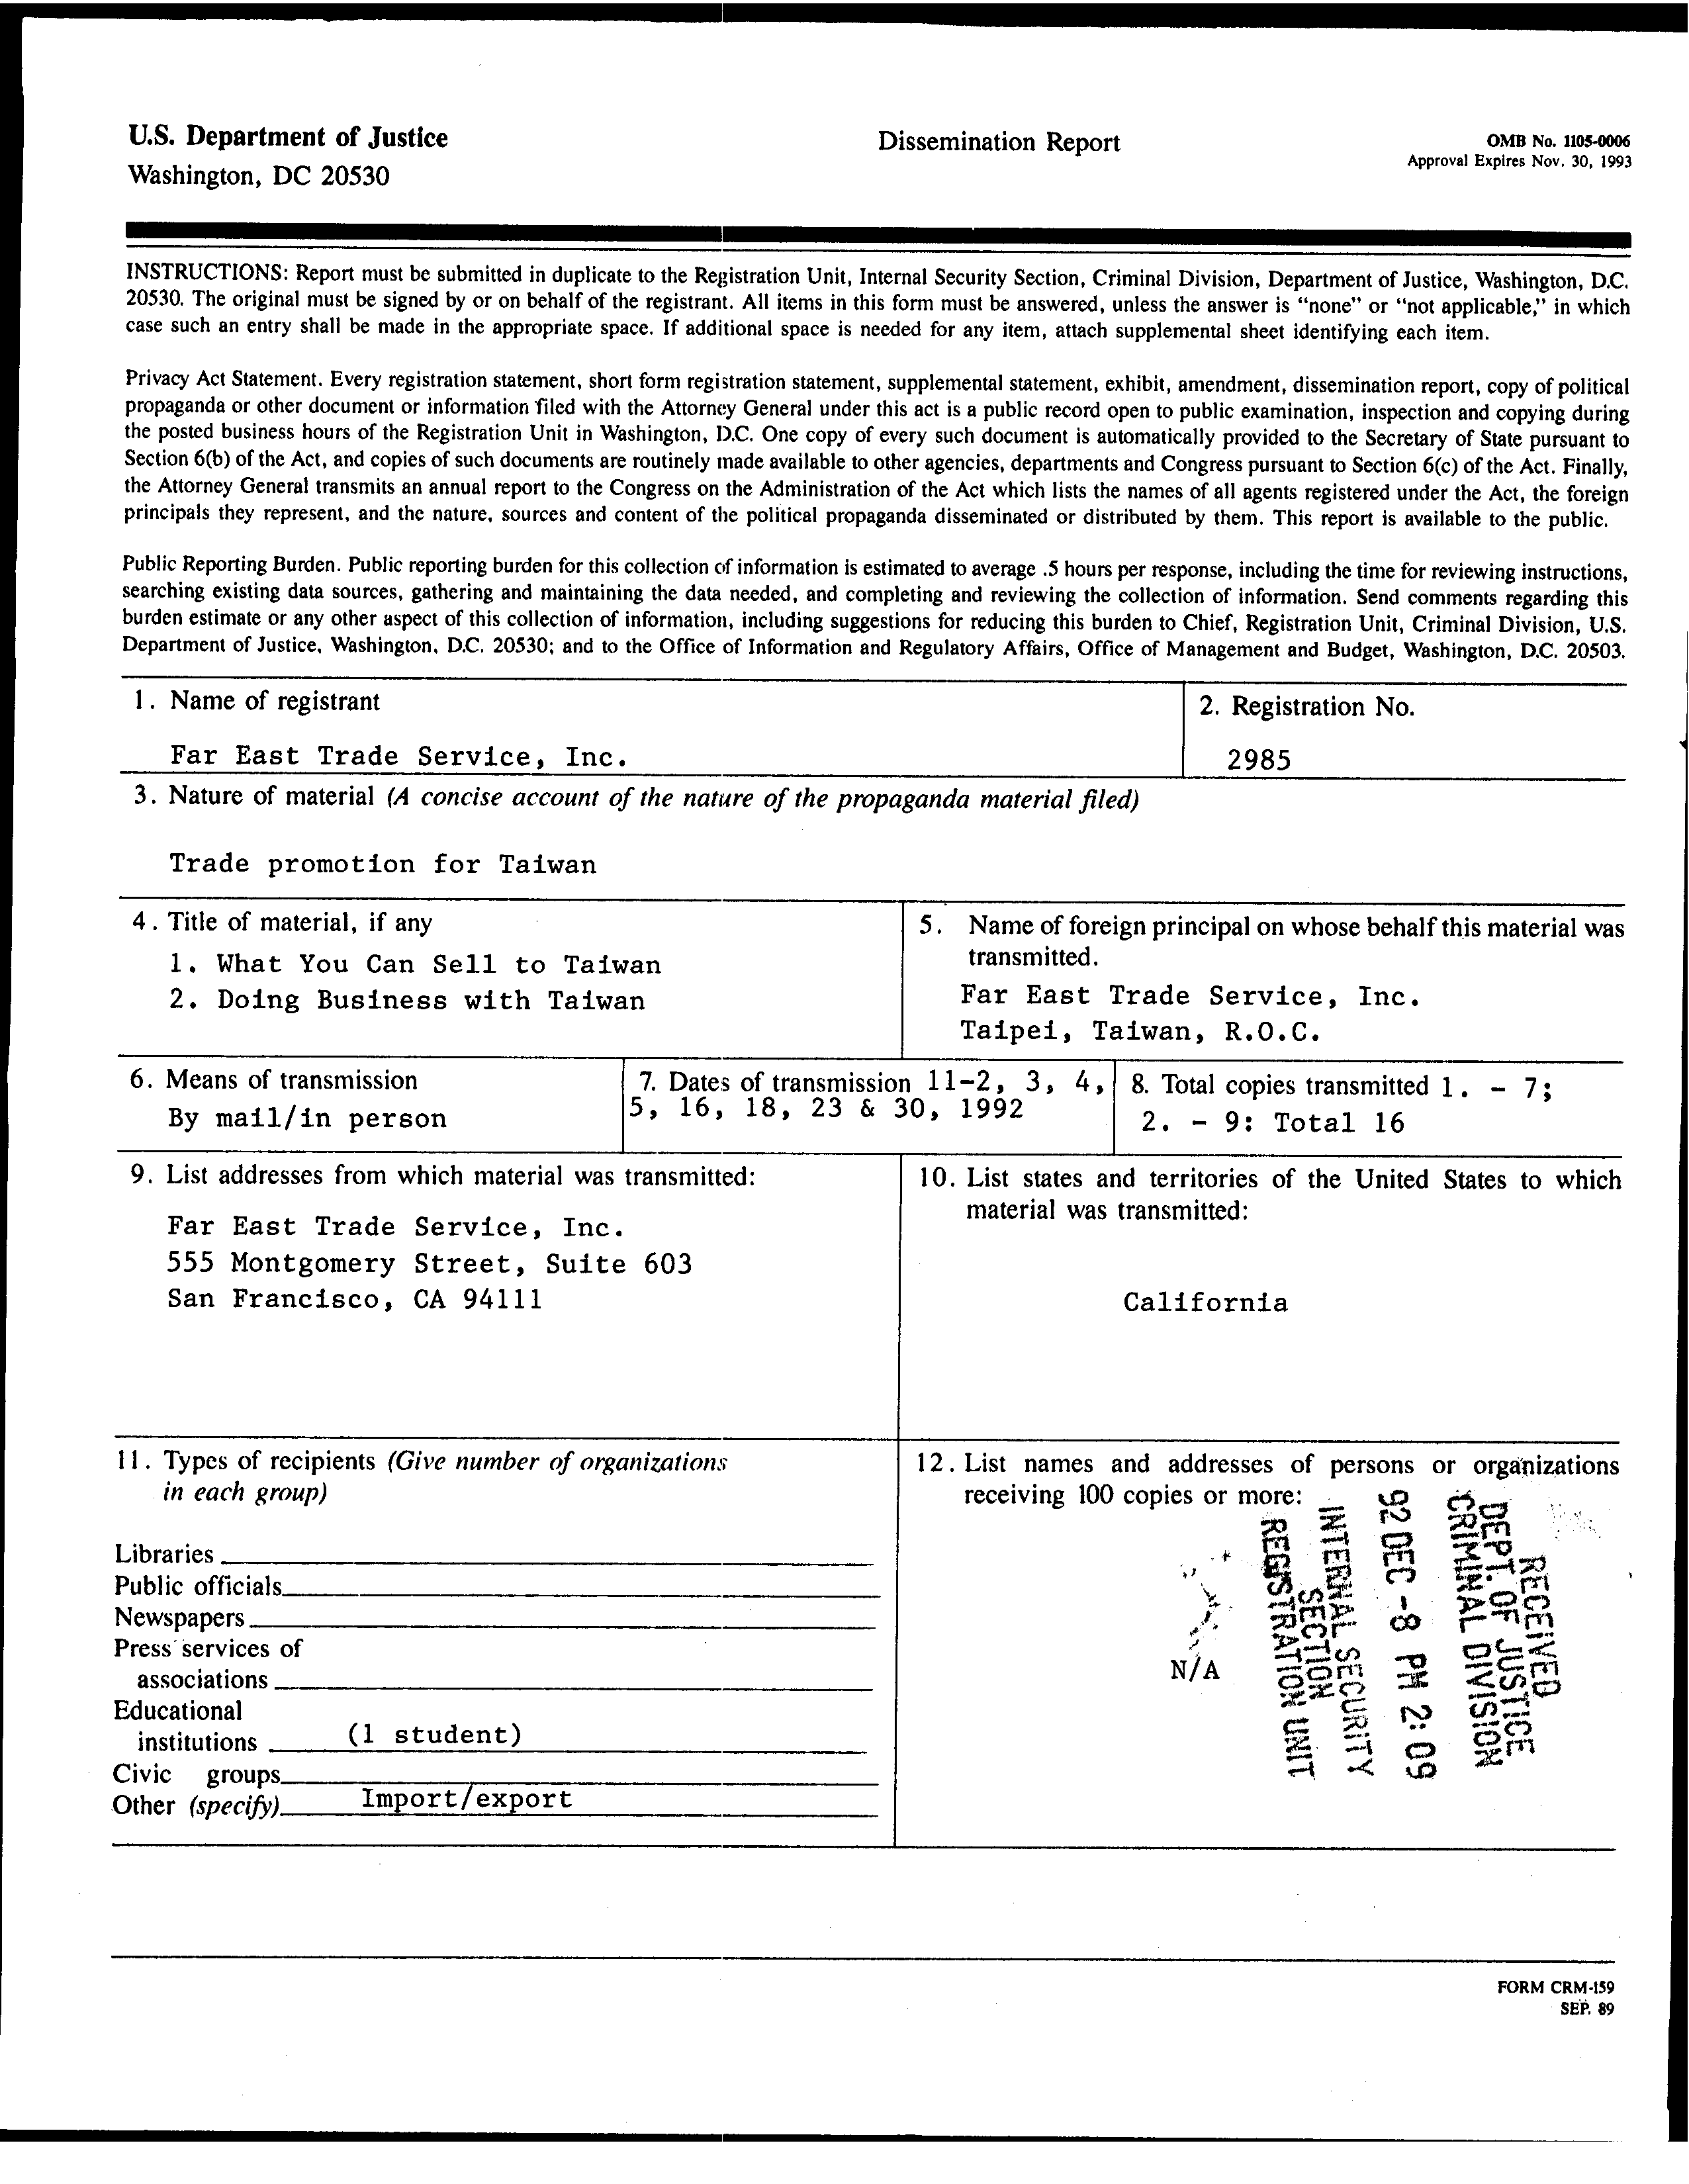 U.S. Department of Justice
Washington, DC 20530
Dissemination Report
OMB No. 1105-0006
Approval Expires Nov. 30, 1993
INSTRUCTIONS: Report must be submitted in duplicate to the Registration Unit, Internal Security Section, Criminal Division, Department of Justice, Washington, D.C.
20530. The original must be signed by or on behalf of the registrant. All items in this form must be answered, unless the answer is “none” or “not applicable,” in which
case such an entry shall be made in the appropriate space. If additional space is needed for any item, attach supplemental sheet identifying each item.
Privacy Act Statement. Every registration statement, short form registration statement, supplemental statement, exhibit, amendment, dissemination report, copy of political
propaganda or other document or information filed with the Attorney General under this act is a public record open to public examination, inspection and copying during
the posted business hours of the Registration Unit in Washington, D.C. One copy of every such document is automatically provided to the Secretary of State pursuant to
Section 6(b) of the Act, and copies of such documents are routinely made available to other agencies, departments and Congress pursuant to Section 6(c) of the Act. Finally,
the Attorney General transmits an annual report to the Congress on the Administration of the Act which lists the names of all agents registered under the Act, the foreign
principals they represent, and the nature, sources and content of the political propaganda disseminated or distributed by them. This report is available to the public.
Public Reporting Burden. Public reporting burden for this collection of information is estimated to average .5 hours per response, including the time for reviewing instructions,
searching existing data sources, gathering and maintaining the data needed, and completing and reviewing the collection of information. Send comments regarding this
burden estimate or any other aspect of this collection of information, including suggestions for reducing this burden to Chief, Registration Unit, Criminal Division, U.S.
Department of Justice, Washington, D.C. 20530; and to the Office of Information and Regulatory Affairs, Office of Management and Budget, Washington, D.C. 20503.
1. Name of registrant
Far East Trade Service, Inc.
2. Registration No.
2985
3. Nature of material (A concise account of the nature of the propaganda material filed)
Trade promotion for Taiwan
4. Title of material, if any
1. What You Can Sell to Taiwan
2. Doing Business with Taiwan
5. Name of foreign principal on whose behalf this material was
transmitted.
Far East Trade Service, Inc.
Taipei, Taiwan, R.O.C.
6. Means of transmission
By mail/in person
7. Dates of transmission 11-2, 3, 4,
5, 16, 18, 23 & 30, 1992
8. Total copies transmitted 1. - 7;
2. - 9: Total 16
9. List addresses from which material was transmitted:
Far East Trade Service, Inc.
555 Montgomery Street, Suite 603
San Francisco, CA 94111
10. List states and territories of the United States to which
material was transmitted:
California
11. Types of recipients (Give number of organizations
in each group)
Libraries
Public officials
Newspapers
Press services of
associations
Educational
institutions (1 student)
Civic groups
Other (specify) Import/export
12. List names and addresses of persons or organizations
receiving 100 copies or more:
N/A
RECEIVED
DEPT. OF JUSTICE
CRIMINAL DIVISION
92 DEC -8 PM 2:09
INTERNAL SECURITY
SECTION
REGISTRATION UNIT
FORM CRM-159
SEP. 89